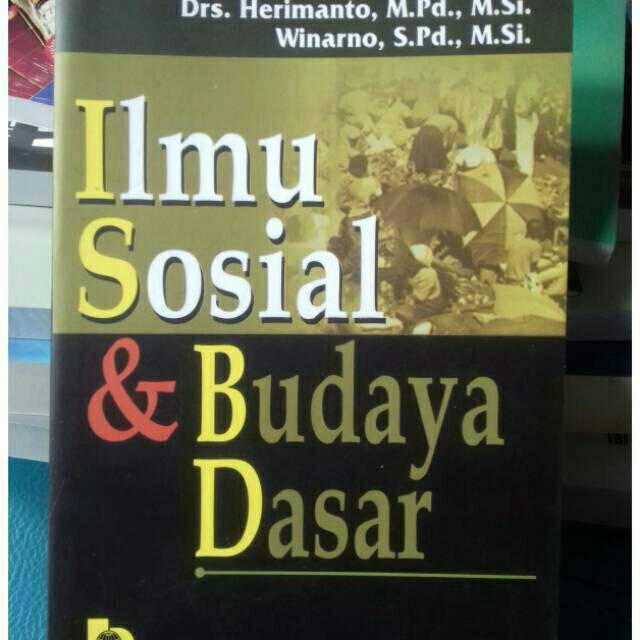 Drs. Herimanto, M.Pd., M.Si.
Winarno, S.Pd., M.Si.
Ilmu
Sosial
& Budaya
Dasar